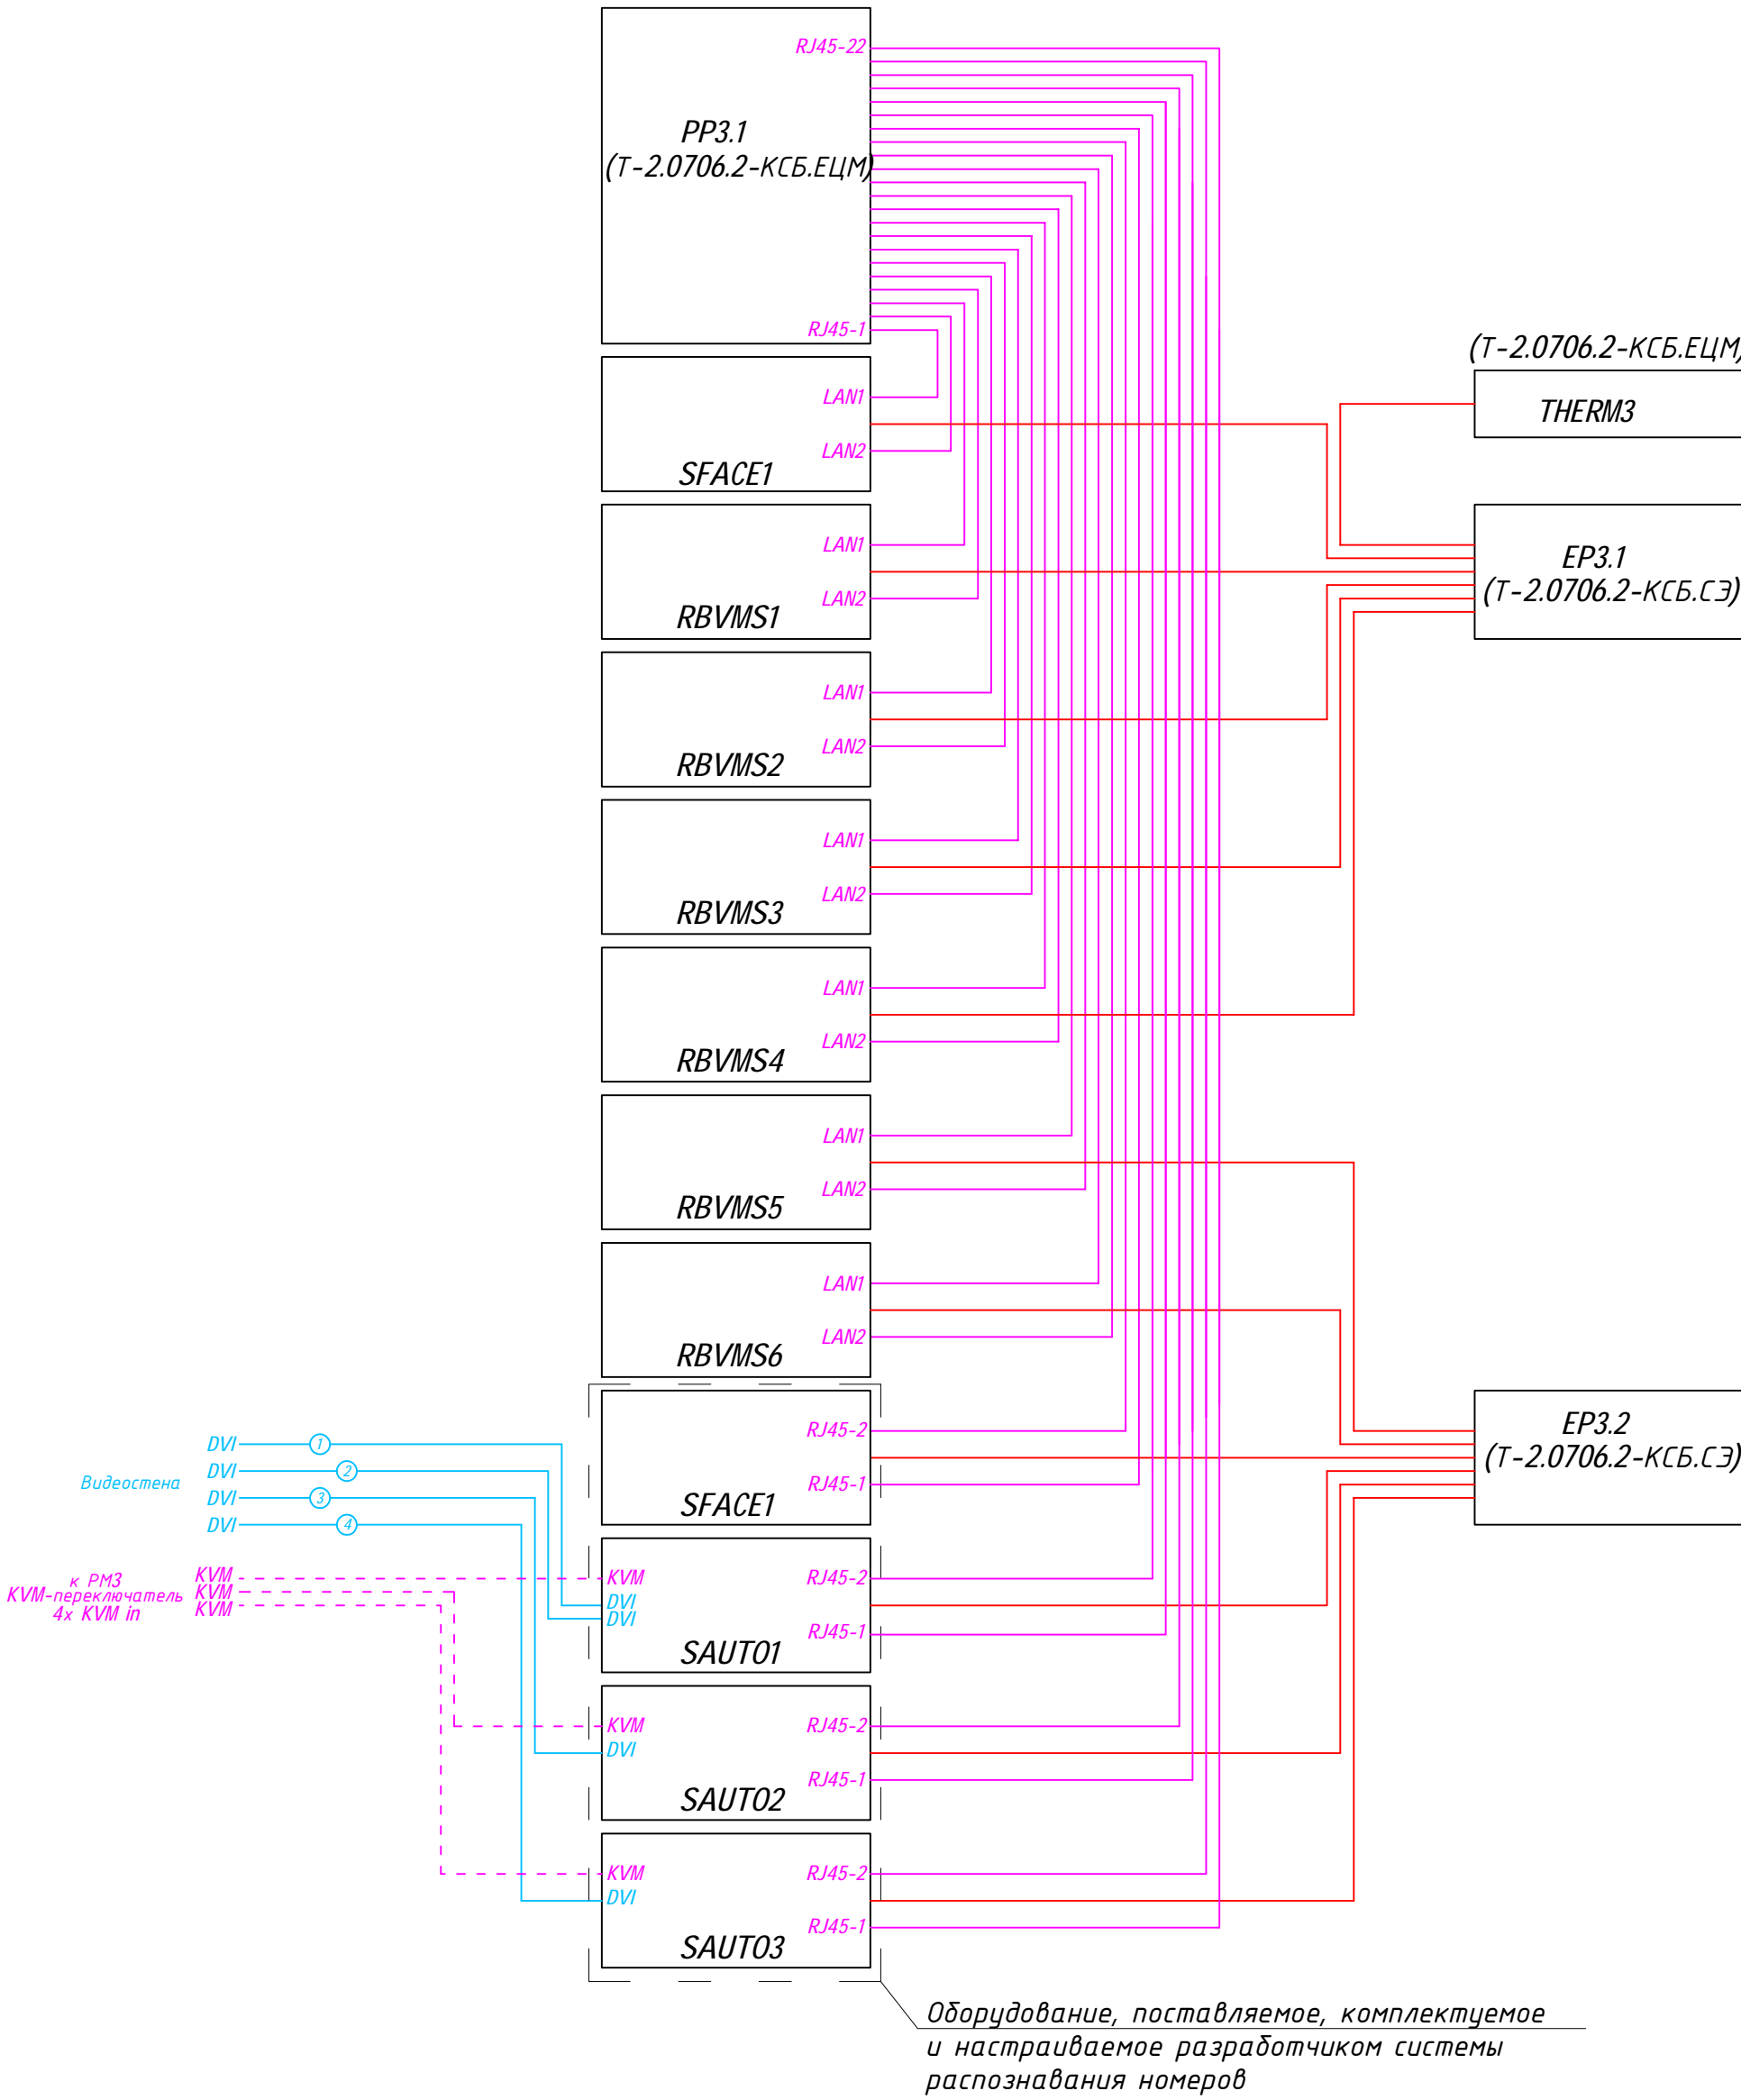 RJ45-22
PP3.1
(Т-2.0706.2-КСБ.ЕЦМ)
RJ45-1
(Т-2.0706.2-КСБ.ЕЦМ)
THERM3
LAN1
LAN2
SFACE1
LAN1
LAN2
RBVMS1
EP3.1
(Т-2.0706.2-КСБ.СЭ)
LAN1
LAN2
RBVMS2
LAN1
LAN2
RBVMS3
LAN1
LAN2
RBVMS4
LAN1
LAN2
RBVMS5
LAN1
LAN2
RBVMS6
RJ45-2
RJ45-1
SFACE1
EP3.2
(Т-2.0706.2-КСБ.СЭ)
Видеостена
DVI 1
DVI 2
DVI 3
DVI 4
к РМ3
KVM-переключатель
4x KVM in
KVM
KVM
KVM
KVM
DVI
DVI
RJ45-2
RJ45-1
SAUTO1
KVM
DVI
RJ45-2
RJ45-1
SAUTO2
KVM
DVI
RJ45-2
RJ45-1
SAUTO3
Оборудование, поставляемое, комплектуемое
и настраиваемое разработчиком системы
распознавания номеров